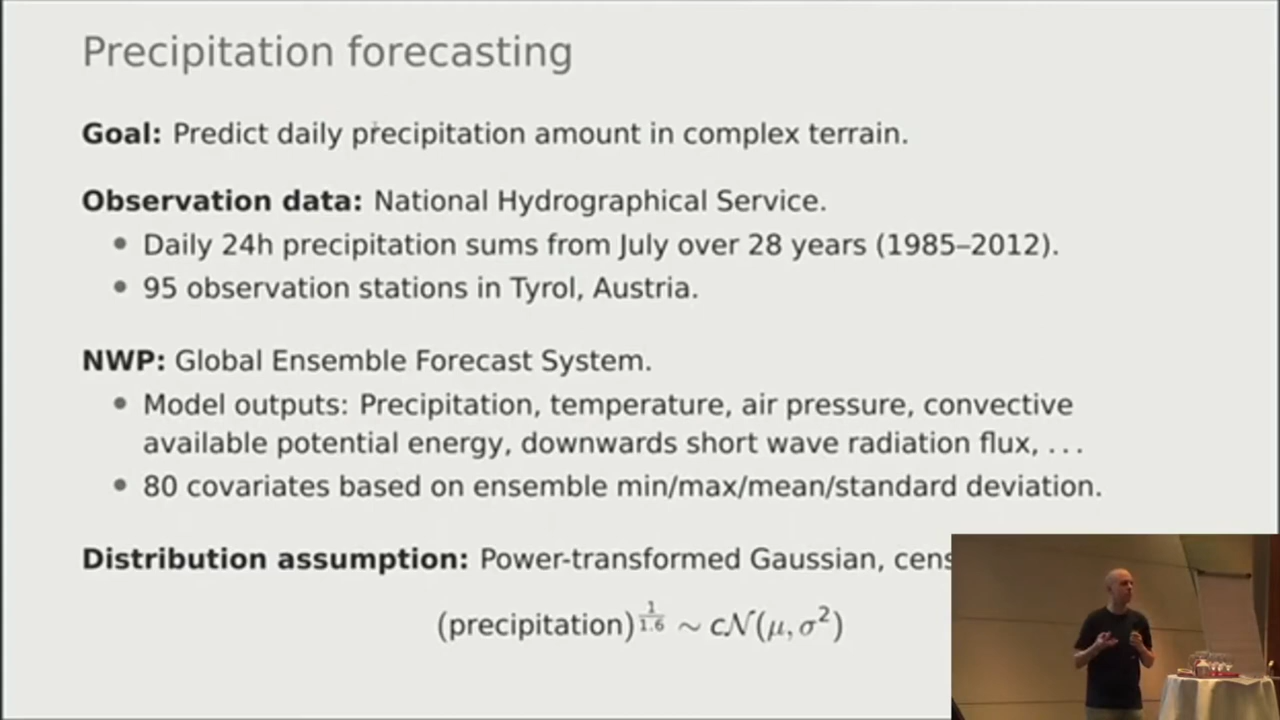 Precipitation forecasting
Goal: Predict daily precipitation amount in complex terrain.
Observation data: National Hydrographical Service.
• Daily 24h precipitation sums from July over 28 years (1985–2012).
• 95 observation stations in Tyrol, Austria.
NWP: Global Ensemble Forecast System.
• Model outputs: Precipitation, temperature, air pressure, convective
available potential energy, downwards short wave radiation flux, . . .
• 80 covariates based on ensemble min/max/mean/standard deviation.
Distribution assumption: Power-transformed Gaussian,
(precipitation)^{\frac{1}{1.6}} ∼ c𝒩(μ, σ²)